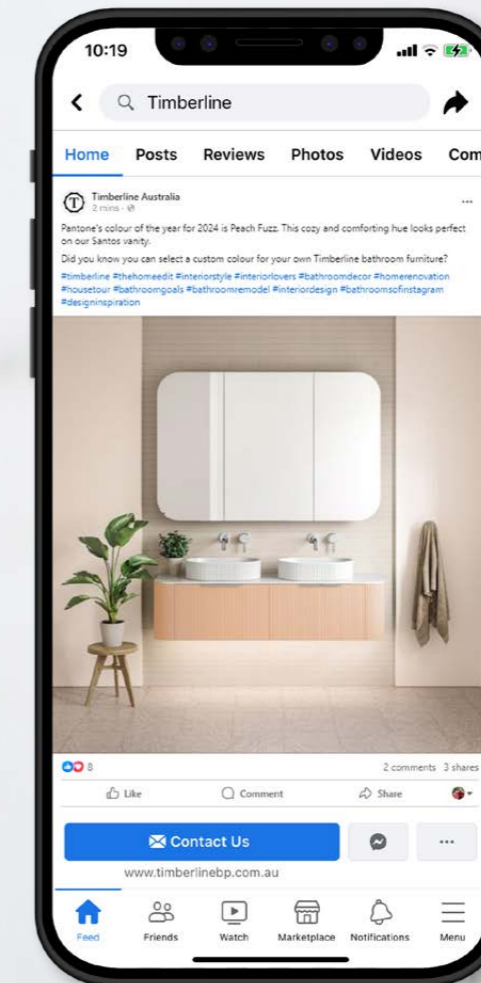 10:19
Timberline
Home Posts Reviews Photos Videos Com
T Timberline Australia
2 mins ·
Pantone's colour of the year for 2024 is Peach Fuzz. This cozy and comforting hue looks perfect
on our Santos vanity.
Did you know you can select a custom colour for your own Timberline bathroom furniture?
#timberline #thehomeedit #interiorstyle #interiorlovers #bathroomdecor #homerenovation
#housetour #bathroomgoals #bathroomremodel #interiordesign #bathroomsofinstagram
#designinspiration
8 2 comments 3 shares
Like Comment Share
Contact Us
www.timberlinebp.com.au
Feed Friends Watch Marketplace Notifications Menu